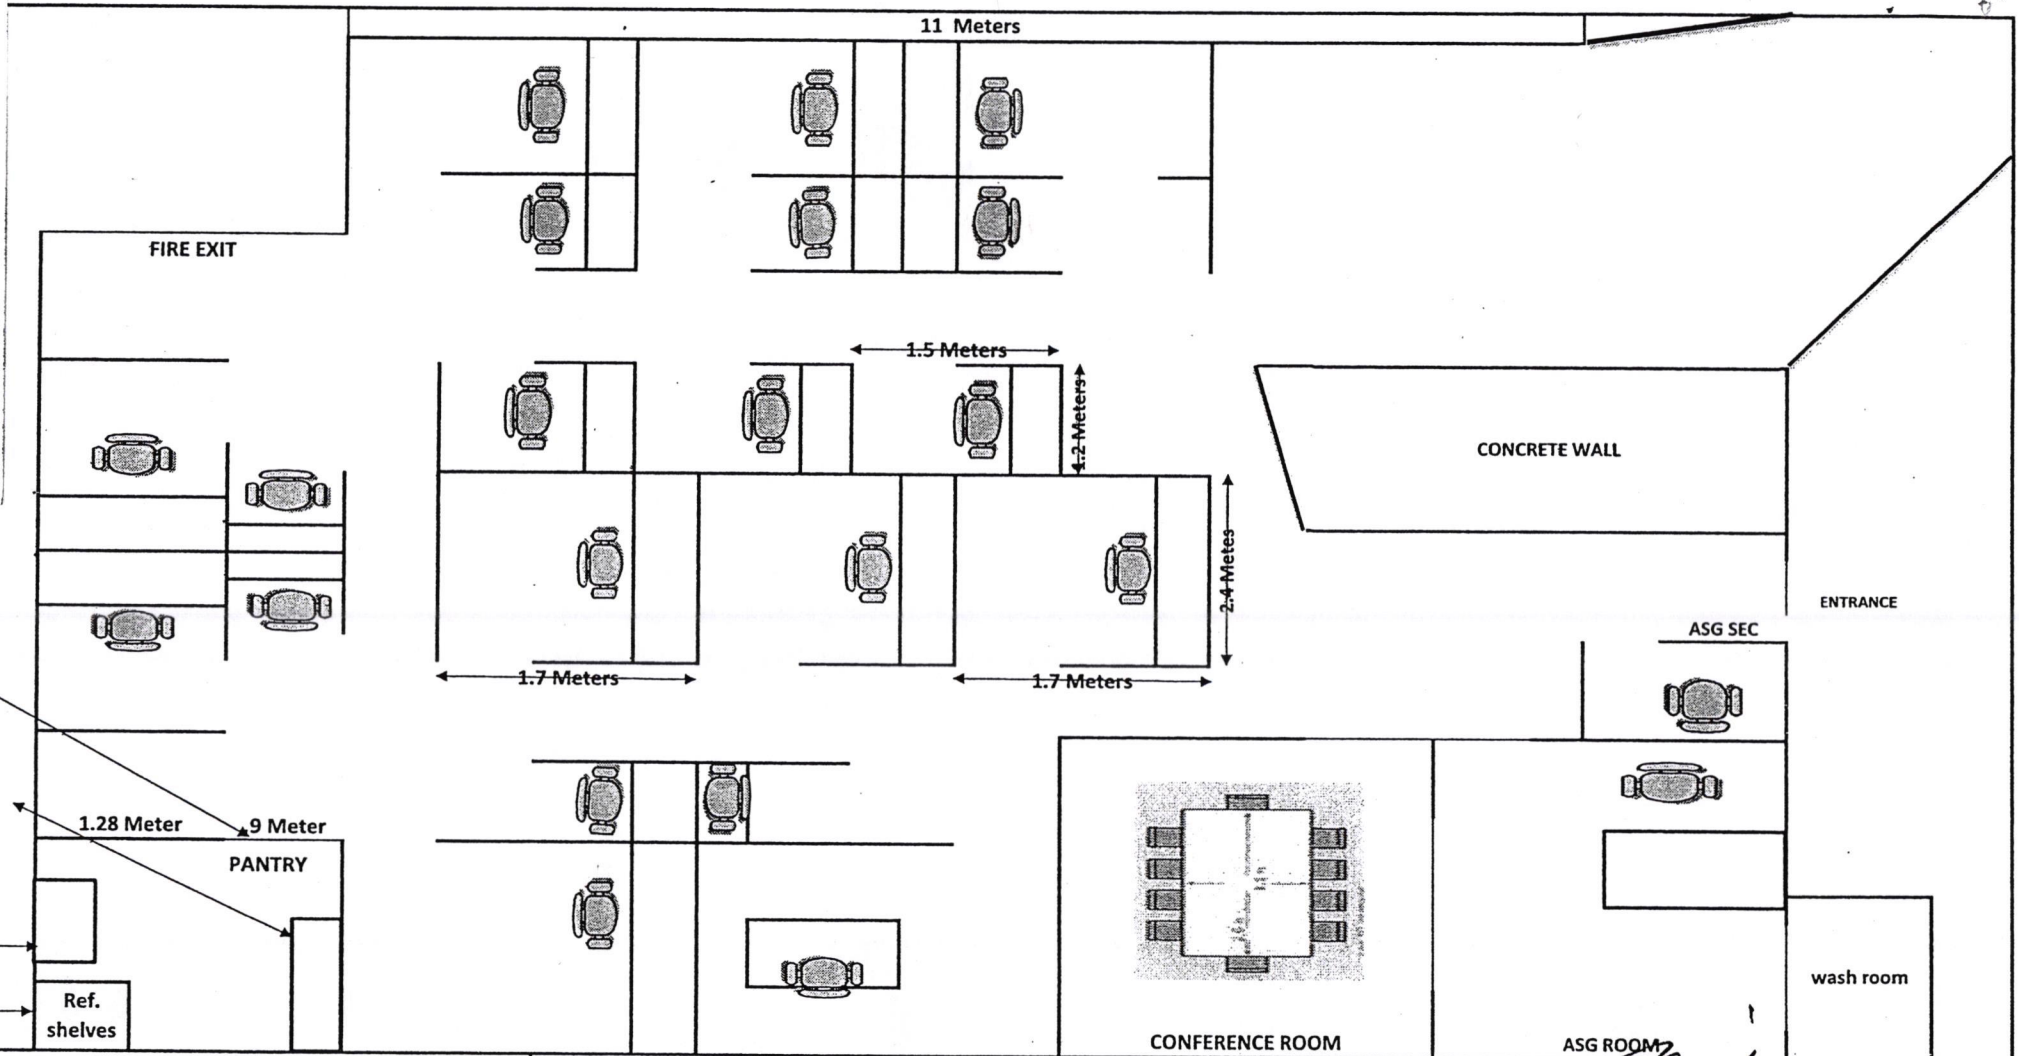 11 Meters
FIRE EXIT
1.5 Meters
1.2 Meters
CONCRETE WALL
2.4 Metes
ENTRANCE
ASG SEC
1.7 Meters
1.7 Meters
1.28 Meter
9 Meter
PANTRY
Ref.
shelves
wash room
CONFERENCE ROOM
ASG ROOM